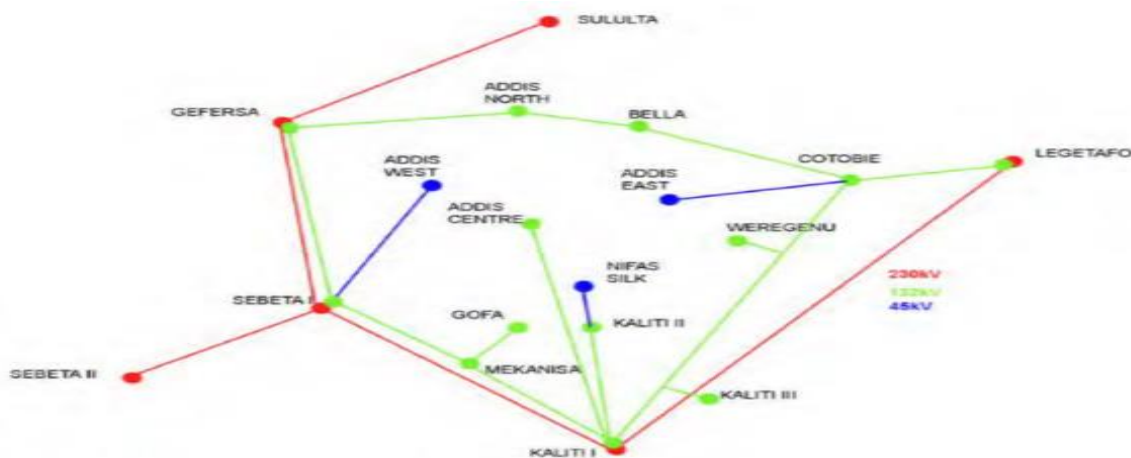 SULULTA
ADDIS
NORTH
GEFERSA
BELLA
COTOBIE
LEGETAFO
ADDIS
WEST
ADDIS
EAST
ADDIS
CENTRE
WEREGENU
NIFAS
SILK
230kV
132kV
45kV
SEBETA I
GOFA
KALITI II
SEBETA II
MEKANISA
KALITI III
KALITI I